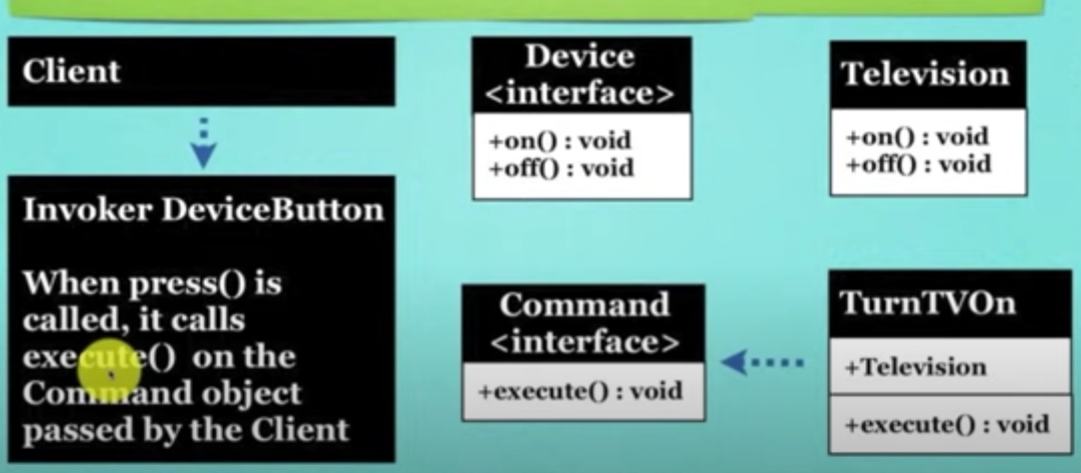 Client
Invoker DeviceButton
When press() is
called, it calls
execute() on the
Command object
passed by the Client
Device
<interface>
+on() : void
+off() : void
Television
+on() : void
+off() : void
Command
<interface>
+execute() : void
TurnTVOn
+Television
+execute() : void